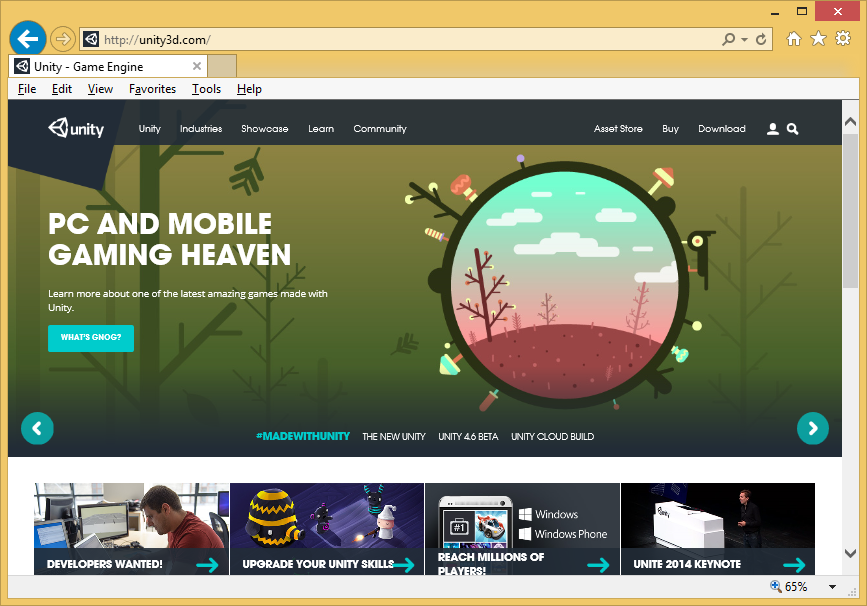 http://unity3d.com/
Unity - Game Engine
File Edit View Favorites Tools Help
unity Unity Industries Showcase Learn Community Asset Store Buy Download
PC AND MOBILE
GAMING HEAVEN
Learn more about one of the latest amazing games made with
Unity.
WHAT'S GNOG?
#MADEWITHUNITY THE NEW UNITY UNITY 4.6 BETA UNITY CLOUD BUILD
#1
Windows
Windows Phone
unity
DEVELOPERS WANTED!
UPGRADE YOUR UNITY SKILLS
REACH MILLIONS OF
PLAYERS!
UNITE 2014 KEYNOTE
65%